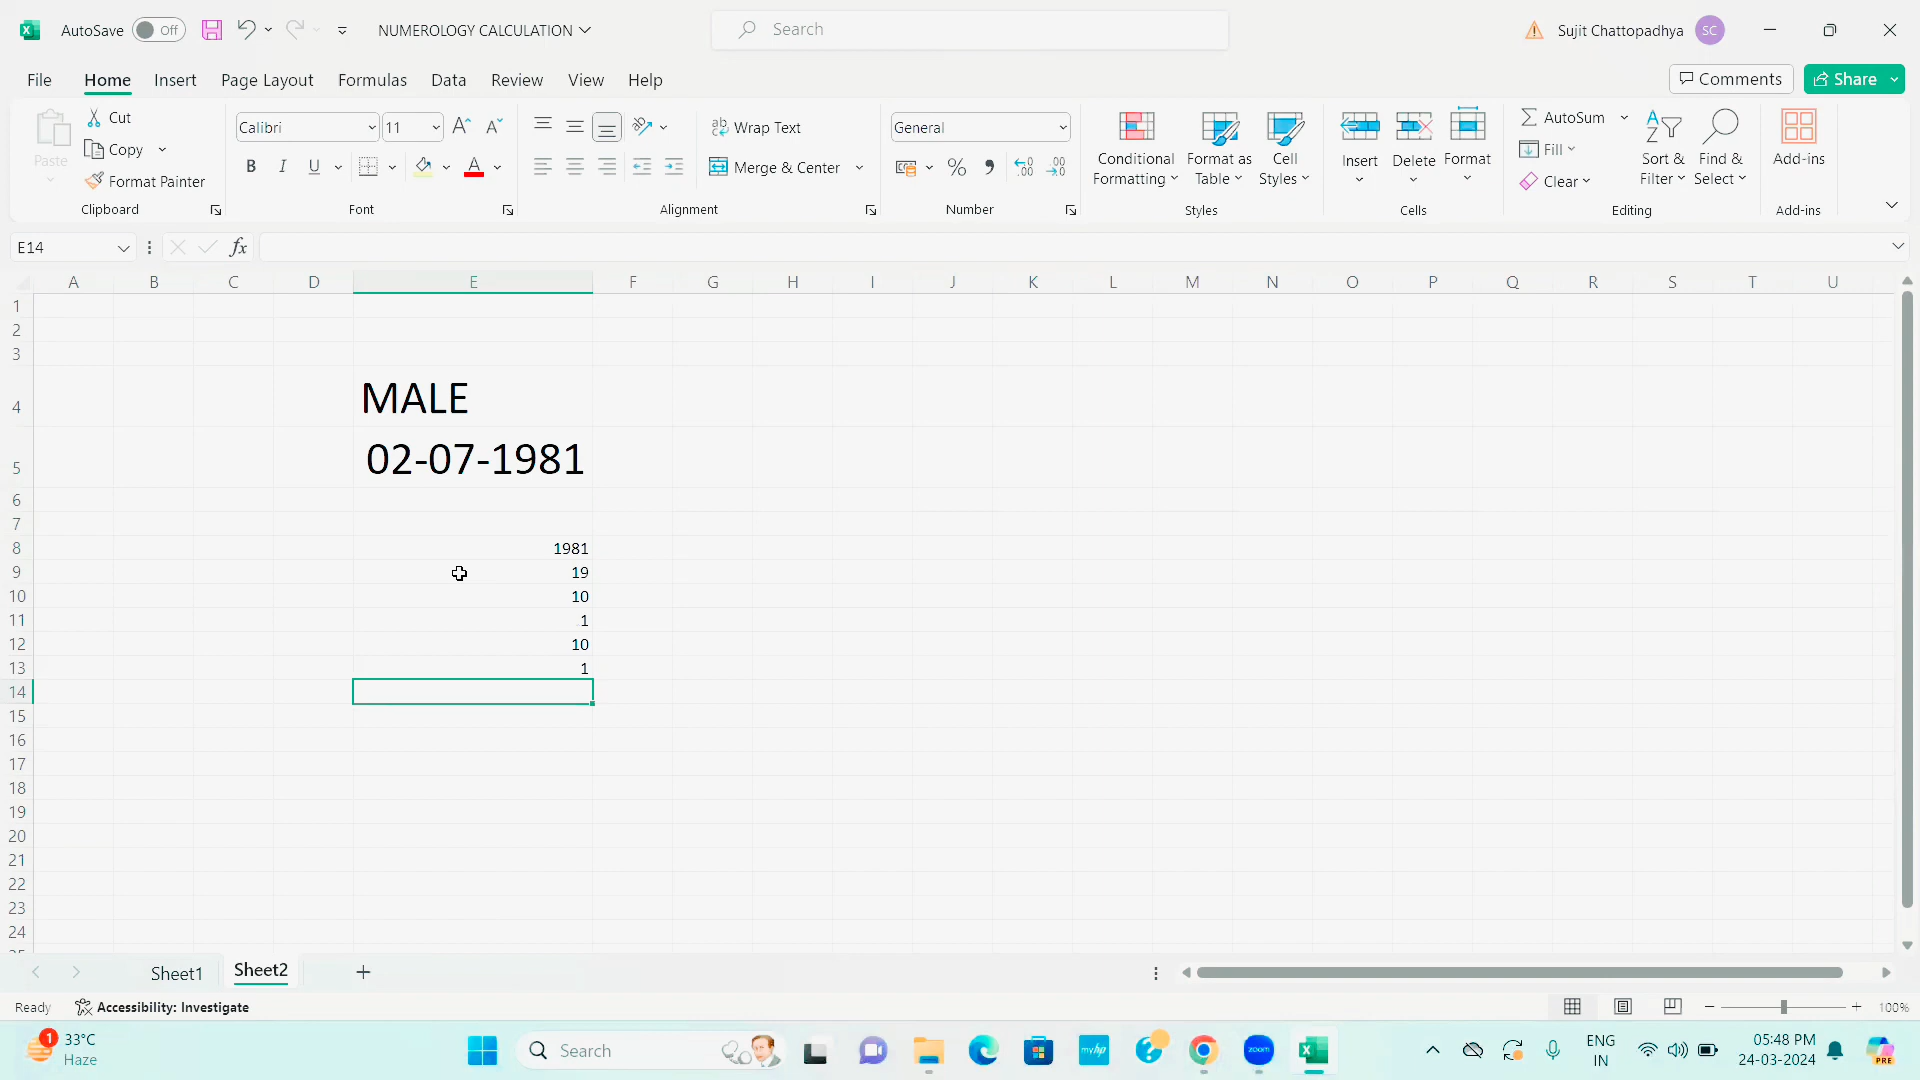 AutoSave Off NUMEROLOGY CALCULATION Search Sujit Chattopadhya SC
File Home Insert Page Layout Formulas Data Review View Help Comments Share
Paste Cut Copy Format Painter Clipboard
Calibri 11 B I U A Font
Wrap Text Merge & Center Alignment
General % Number
Conditional Formatting Format as Table Cell Styles Styles
Insert Delete Format Cells
AutoSum Fill Clear Sort & Filter Find & Select Editing
Add-ins Add-ins
E14 fx
A B C D E F G H I J K L M N O P Q R S T U
1
2
3
4 MALE
5 02-07-1981
6
7
8 1981
9 19
10 10
11 1
12 10
13 1
14
15
16
17
18
19
20
21
22
23
24
Sheet1 Sheet2
Ready Accessibility: Investigate 100%
1 33°C Haze Search myhp zoom ENG IN 05:48 PM 24-03-2024 PRE